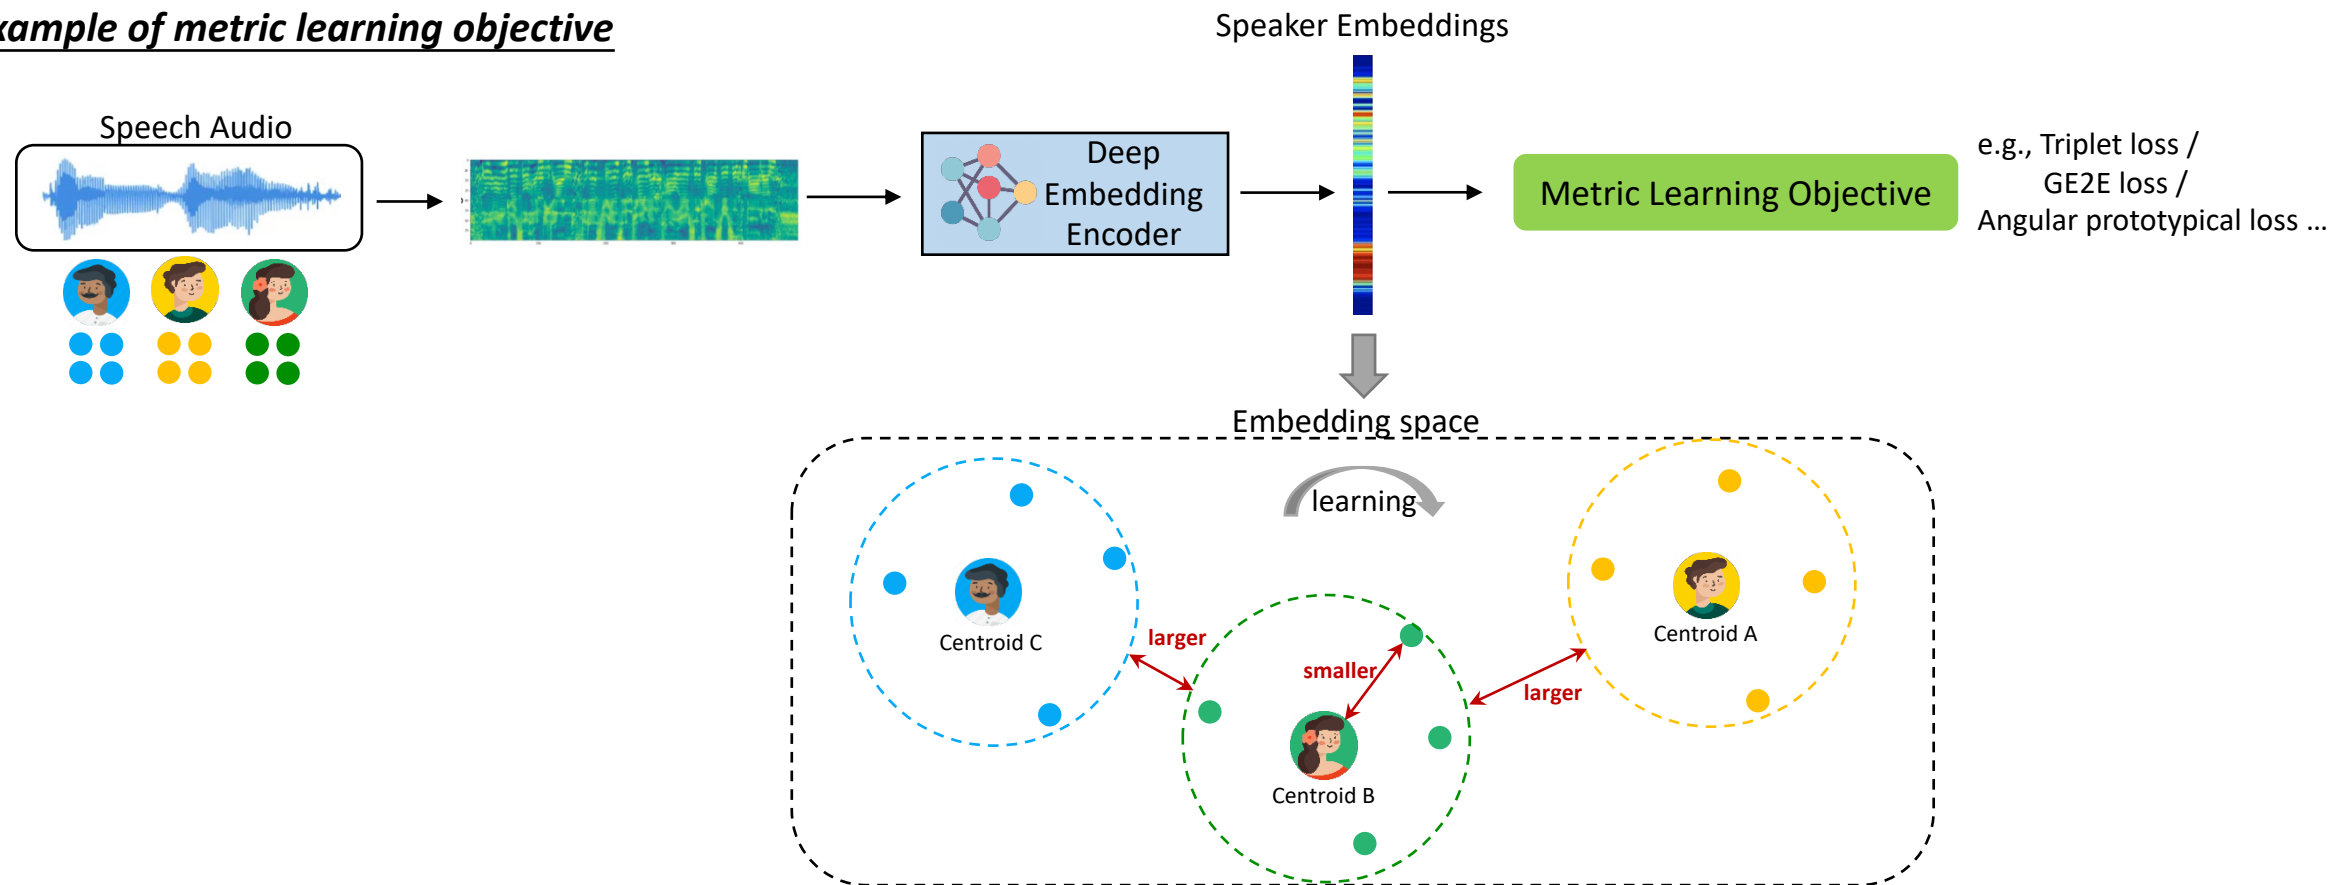 xample of metric learning objective
Speaker Embeddings
Speech Audio
Deep
Embedding
Encoder
Metric Learning Objective
e.g., Triplet loss /
GE2E loss /
Angular prototypical loss ...
Embedding space
learning
Centroid C
larger
smaller
Centroid B
larger
Centroid A